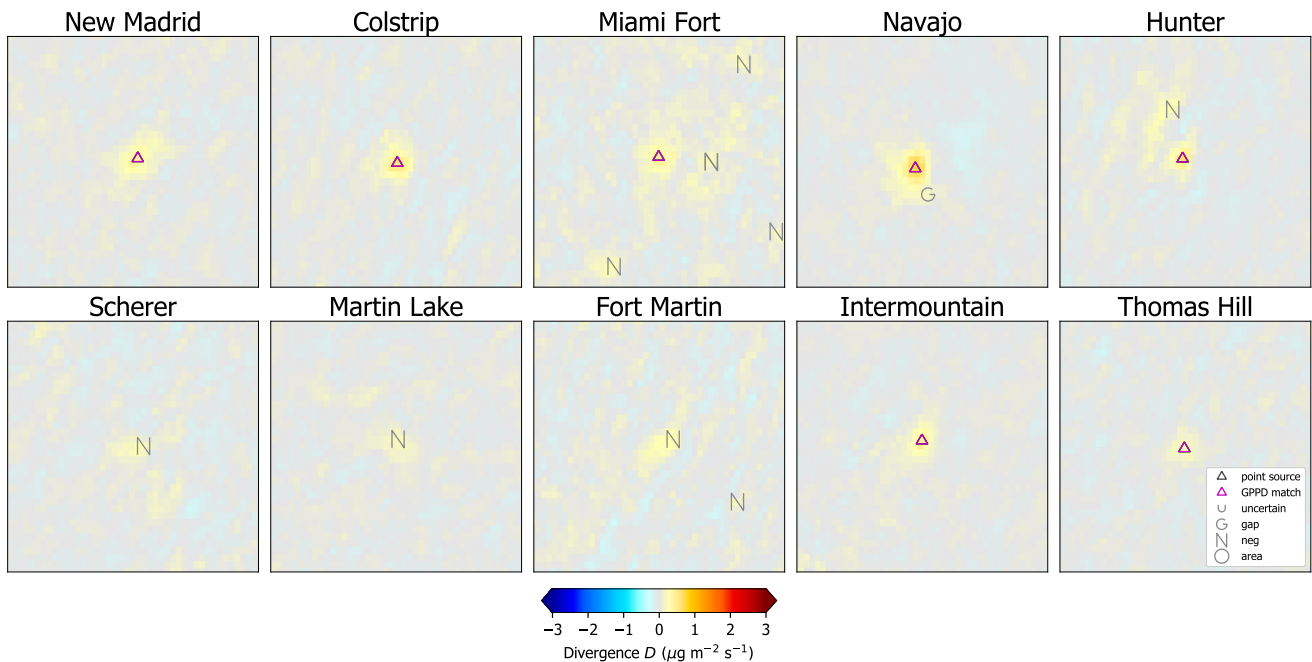 New Madrid
Colstrip
Miami Fort
Navajo
Hunter
N
N
N
N
G
N
Scherer
Martin Lake
Fort Martin
Intermountain
Thomas Hill
N
N
N
N
point source
GPPD match
U uncertain
G gap
N neg
area
−3 −2 −1 0 1 2 3
Divergence D (μg m⁻² s⁻¹)